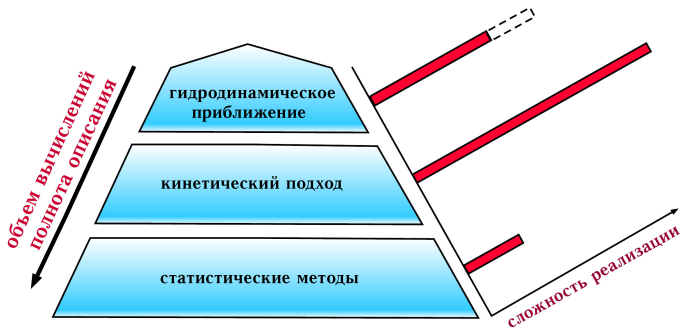 объем вычислений
полнота описания
гидродинамическое
приближение
кинетический подход
статистические методы
сложность реализации